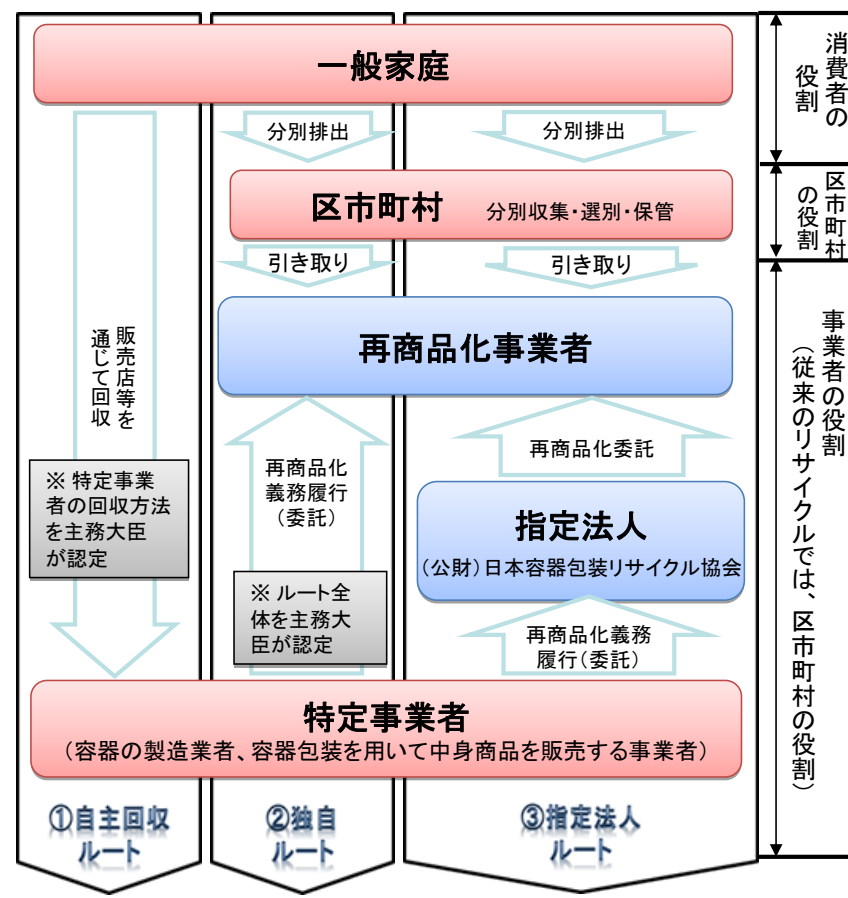 一般家庭
分別排出
分別排出
区市町村 分別収集・選別・保管
引き取り
引き取り
再商品化事業者
販売店等を
通じて回収
※ 特定事業
者の回収方法
を主務大臣
が認定
再商品化
義務履行
（委託）
※ ルート全
体を主務大
臣が認定
再商品化委託
指定法人
（公財）日本容器包装リサイクル協会
再商品化義務
履行（委託）
特定事業者
（容器の製造業者、容器包装を用いて中身商品を販売する事業者）
①自主回収
ルート
②独自
ルート
③指定法人
ルート
消費者の
役割
区市町村
の役割
事業者の役割
（従来のリサイクルでは、区市町村の役割）